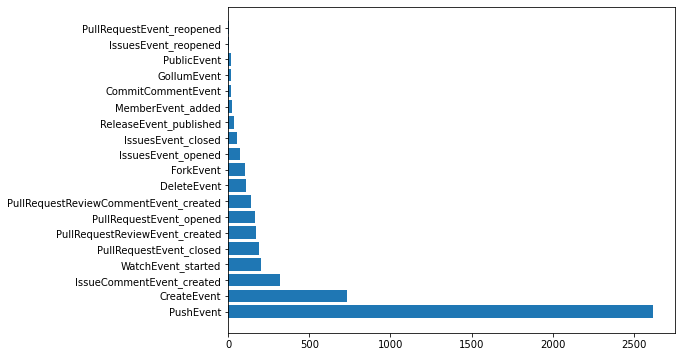 PullRequestEvent_reopened
IssuesEvent_reopened
PublicEvent
GollumEvent
CommitCommentEvent
MemberEvent_added
ReleaseEvent_published
IssuesEvent_closed
IssuesEvent_opened
ForkEvent
DeleteEvent
PullRequestReviewCommentEvent_created
PullRequestEvent_opened
PullRequestReviewEvent_created
PullRequestEvent_closed
WatchEvent_started
IssueCommentEvent_created
CreateEvent
PushEvent
0 500 1000 1500 2000 2500